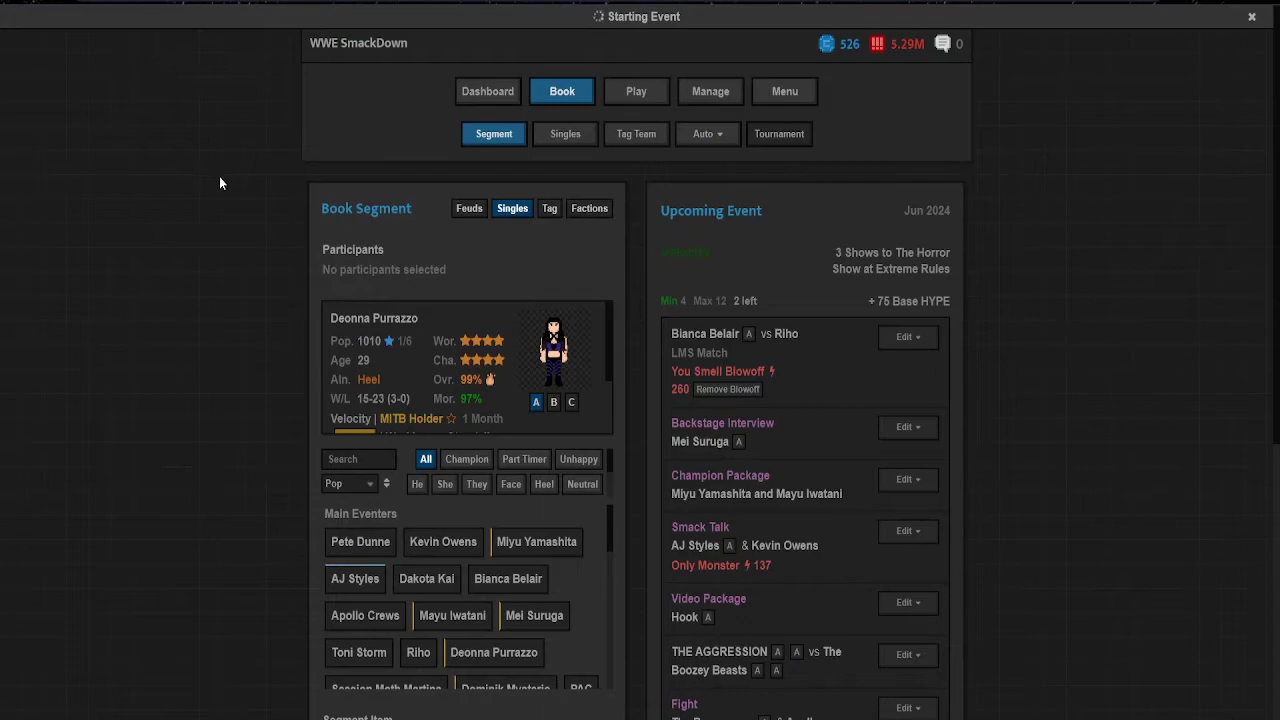 Starting Event
WWE SmackDown
526 5.29M 0
Dashboard Book Play Manage Menu
Segment Singles Tag Team Auto Tournament
Book Segment Feuds Singles Tag Factions
Participants
No participants selected
Deonna Purrazzo
Pop. 1010 1/6 Wor.
Age 29 Cha.
Aln. Heel Ovr. 99%
W/L 15-23 (3-0) Mor. 97%
A B C
Velocity | MITB Holder 1 Month
Search All Champion Part Timer Unhappy
Pop He She They Face Heel Neutral
Main Eventers
Pete Dunne Kevin Owens Miyu Yamashita
AJ Styles Dakota Kai Bianca Belair
Apollo Crews Mayu Iwatani Mei Suruga
Toni Storm Riho Deonna Purrazzo
Session Moth Martina Dominik Mysterio PAC
Segment Item
Upcoming Event Jun 2024
3 Shows to The Horror
Show at Extreme Rules
Min 4 Max 12 2 left + 75 Base HYPE
Bianca Belair A vs Riho Edit
LMS Match
You Smell Blowoff
260 Remove Blowoff
Backstage Interview Edit
Mei Suruga A
Champion Package Edit
Miyu Yamashita and Mayu Iwatani
Smack Talk Edit
AJ Styles A & Kevin Owens
Only Monster 137
Video Package Edit
Hook A
THE AGGRESSION A A vs The Edit
Boozey Beasts A A
Fight Edit